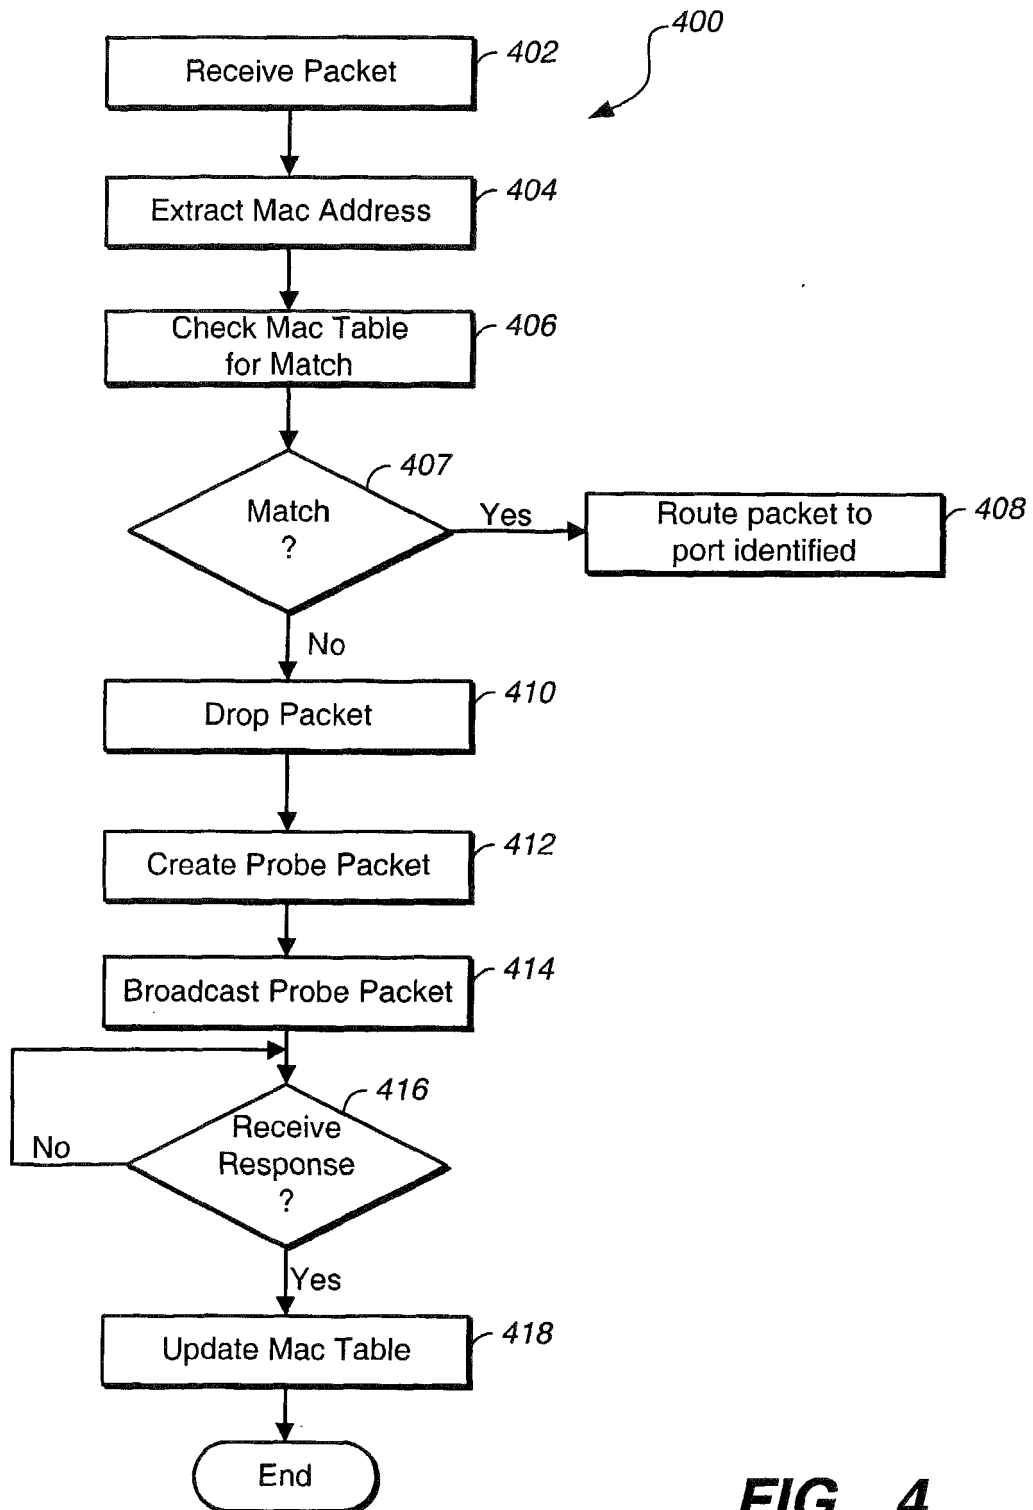 400
Receive Packet
402
Extract Mac Address
404
Check Mac Table
for Match
406
Match
?
407
Yes
Route packet to
port identified
408
No
Drop Packet
410
Create Probe Packet
412
Broadcast Probe Packet
414
Receive
Response
?
416
No
Yes
Update Mac Table
418
End
FIG. 4